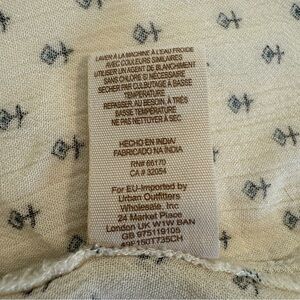 LAVER À LA MACHINE À L'EAU FROIDE
AVEC COULEURS SIMILAIRES
UTILISER UN AGENT DE BLANCHIMENT
SANS CHLORE SI NÉCESSAIRE
SECHER PAR CULBUTAGE À BASSE
TEMPÉRATURE
REPASSER, AU BESOIN, À TRÈS
BASSE TEMPÉRATURE
NE PAS NETTOYER À SEC.
HECHO EN INDIA/
FABRICADO NA ÍNDIA
RN# 66170
CA # 32054
For EU-Imported by
Urban Outfitters
Wholesale, Inc
24 Market Place
London UK W1W 8AN
GB 975119105